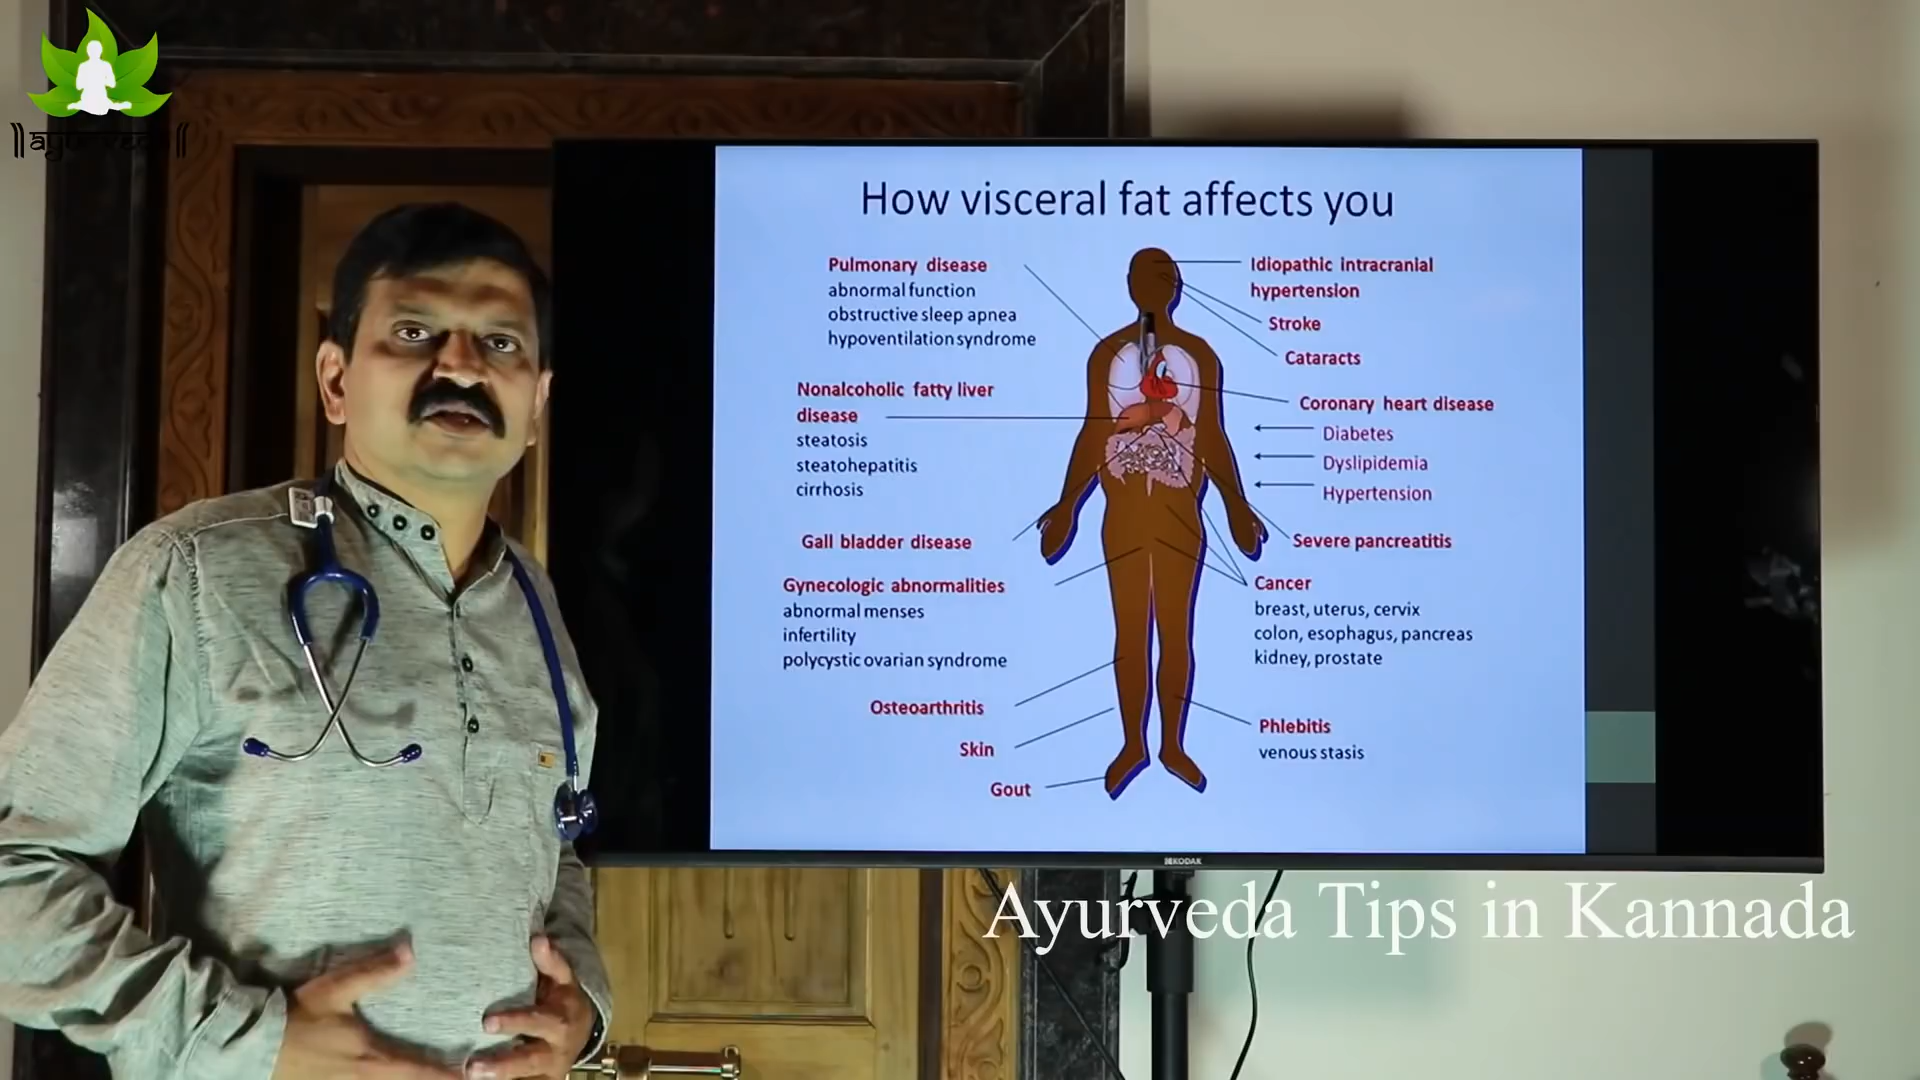 ||ayurveda||
How visceral fat affects you
Pulmonary disease
abnormal function
obstructive sleep apnea
hypoventilation syndrome
Nonalcoholic fatty liver
disease
steatosis
steatohepatitis
cirrhosis
Gall bladder disease
Gynecologic abnormalities
abnormal menses
infertility
polycystic ovarian syndrome
Osteoarthritis
Skin
Gout
Idiopathic intracranial
hypertension
Stroke
Cataracts
Coronary heart disease
Diabetes
Dyslipidemia
Hypertension
Severe pancreatitis
Cancer
breast, uterus, cervix
colon, esophagus, pancreas
kidney, prostate
Phlebitis
venous stasis
KODAK
Ayurveda Tips in Kannada